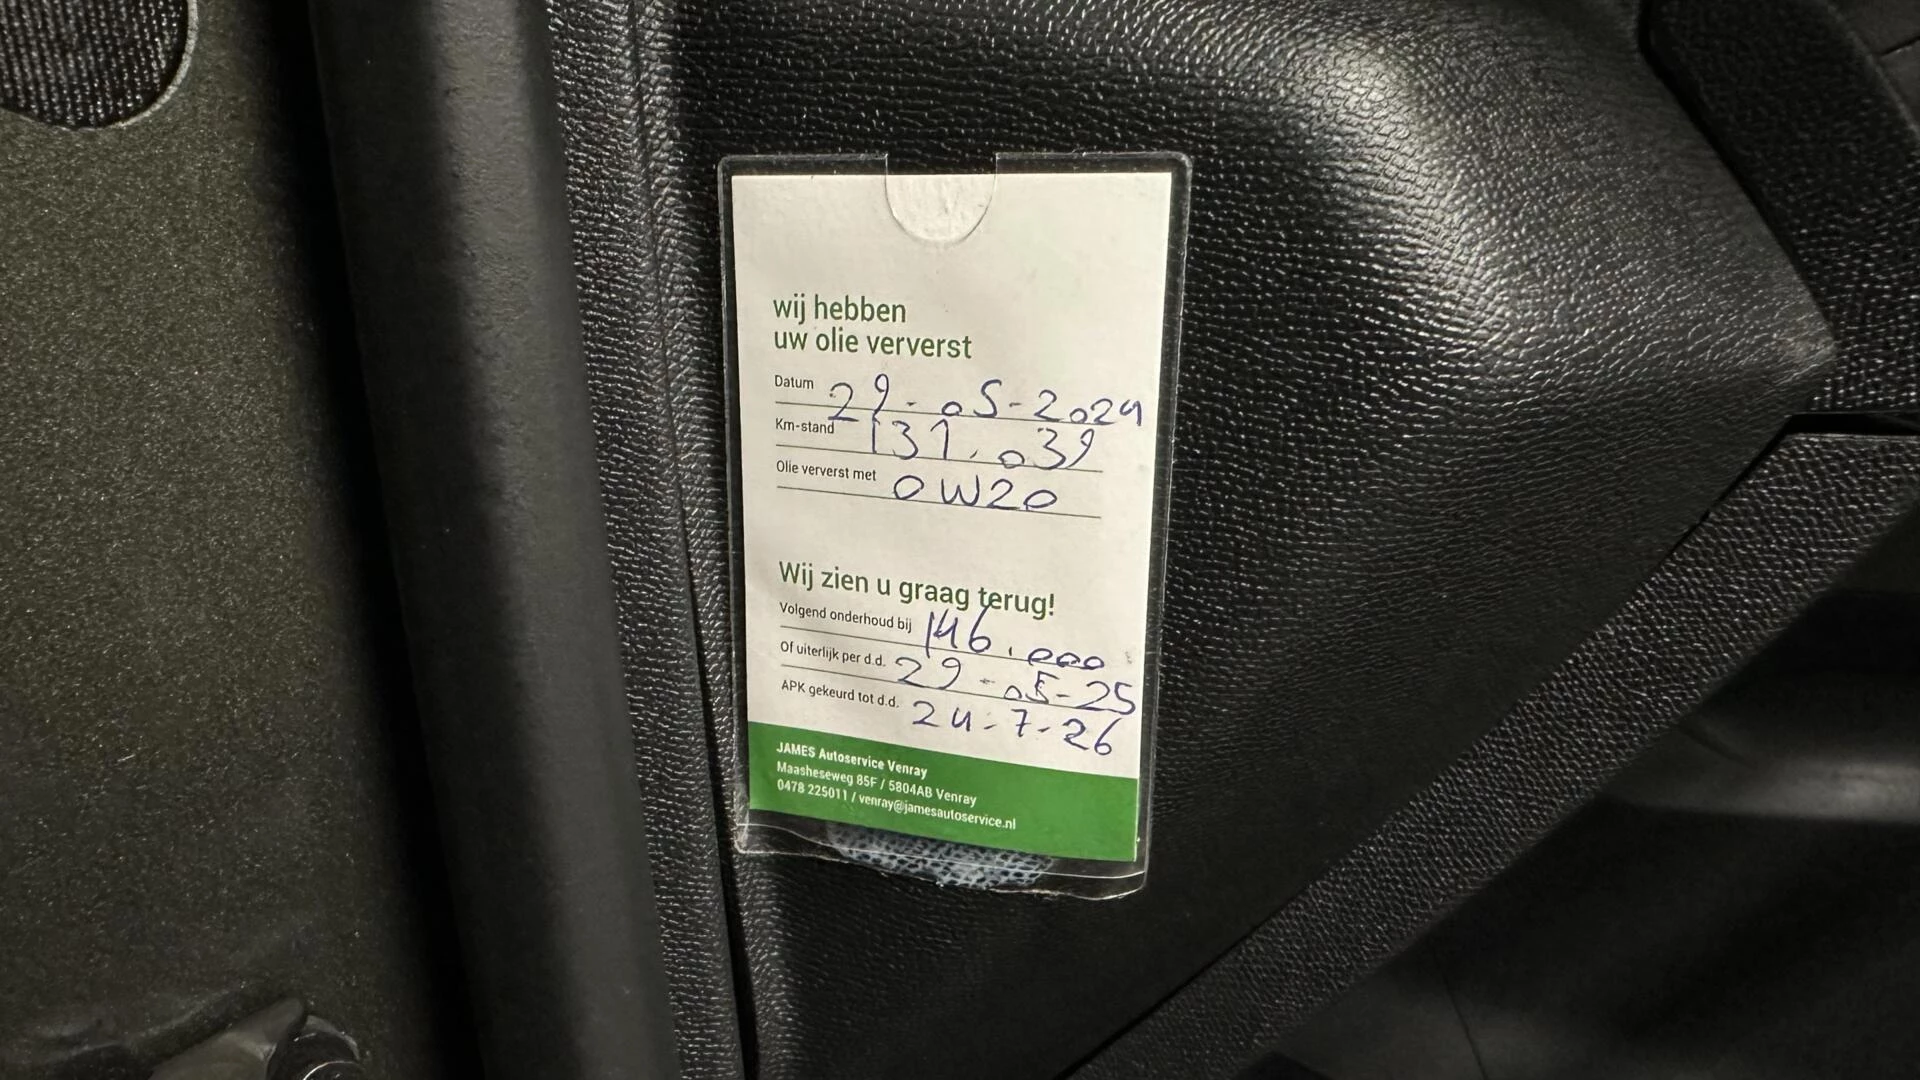 wij hebben
uw olie ververst
Datum 29-05-2024
Km-stand 131.039
Olie ververst met 0W20
Wij zien u graag terug!
Volgend onderhoud bij 146.000
Of uiterlijk per d.d. 29-05-25
APK gekeurd tot d.d. 24-7-26
JAMES Autoservice Venray
Maasheseweg 85F / 5804AB Venray
0478 225011 / venray@jamesautoservice.nl